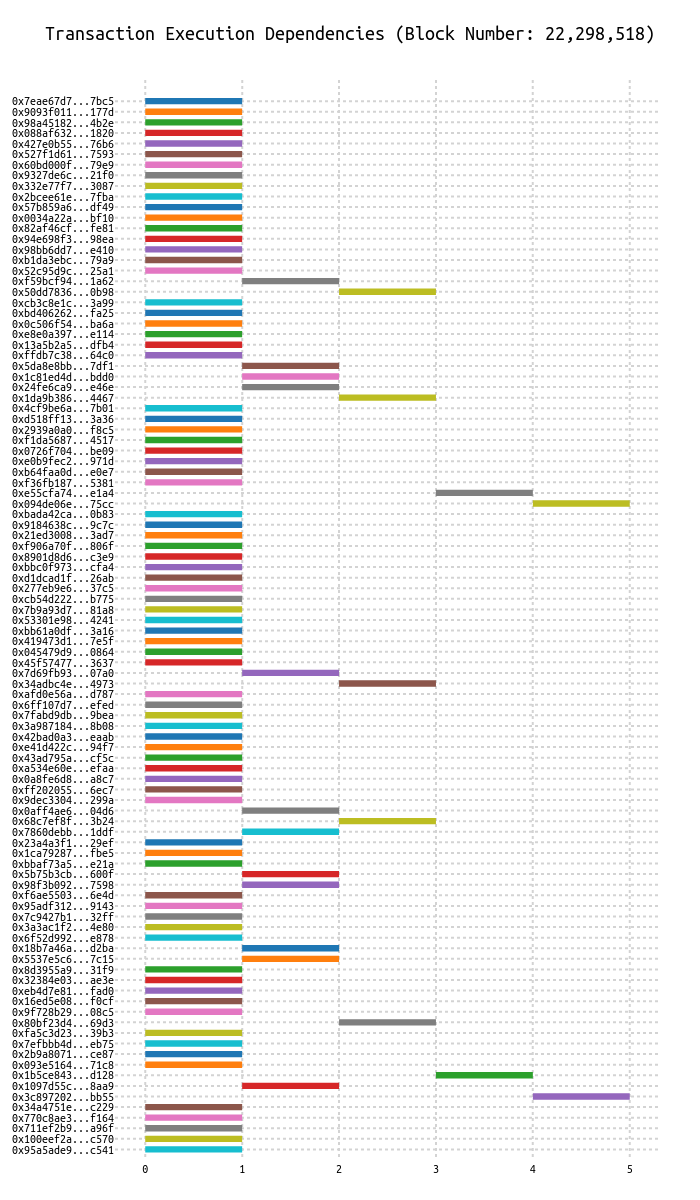 Transaction Execution Dependencies (Block Number: 22,298,518)
0x7eae67d7...7bc5
0x9093f011...177d
0x98a45182...4b2e
0x088af632...1820
0x427e0b55...76b6
0x527f1d61...7593
0x60bd000f...79e9
0x9327de6c...21f0
0x332e77f7...3087
0x2bcee61e...7fba
0x57b859a6...df49
0x0034a22a...bf10
0x82af46cf...fe81
0x94e698f3...98ea
0x98bb6dd7...e410
0xb1da3ebc...79a9
0x52c95d9c...25a1
0xf59bcf94...1a62
0x50dd7836...0b98
0xcb3c8e1c...3a99
0xbd406262...fa25
0x0c506f54...ba6a
0xe8e0a397...e114
0x13a5b2a5...dfb4
0xffdb7c38...64c0
0x5da8e8bb...7df1
0x1c81ed4d...bdd0
0x24fe6ca9...e46e
0x1da9b386...4467
0x4cf9be6a...7b01
0xd518ff13...3a36
0x2939a0a0...f8c5
0xf1da5687...4517
0x0726f704...be09
0xe0b9fec2...971d
0xb64faa0d...e0e7
0xf36fb187...5381
0xe55cfa74...e1a4
0x094de06e...75cc
0xbada42ca...0b83
0x9184638c...9c7c
0x21ed3008...3ad7
0xf906a70f...806f
0x8901d8d6...c3e9
0xbbc0f973...cfa4
0xd1dcad1f...26ab
0x277eb9e6...37c5
0xcb54d222...b775
0x7b9a93d7...81a8
0x53301e98...4241
0xbb61a0df...3a16
0x419473d1...7e5f
0x045479d9...0864
0x45f57477...3637
0x7d69fb93...07a0
0x34adbc4e...4973
0xafd0e56a...d787
0x6ff107d7...efed
0x7fabd9db...9bea
0x3a987184...8b08
0x42bad0a3...eaab
0xe41d422c...94f7
0x43ad795a...cf5c
0xa534e60e...efaa
0x0a8fe6d8...a8c7
0xff202055...6ec7
0x9dec3304...299a
0x0aff4ae6...04d6
0x68c7ef8f...3b24
0x7860debb...1ddf
0x23a4a3f1...29ef
0x1ca79287...fbe5
0xbbaf73a5...e21a
0x5b75b3cb...600f
0x98f3b092...7598
0xf6ae5503...6e4d
0x95adf312...9143
0x7c9427b1...32ff
0x3a3ac1f2...4e80
0x6f52d992...e878
0x18b7a46a...d2ba
0x5537e5c6...7c15
0x8d3955a9...31f9
0x32384e03...ae3e
0xeb4d7e81...fad0
0x16ed5e08...f0cf
0x9f728b29...08c5
0x80bf23d4...69d3
0xfa5c3d23...39b3
0x7efbbb4d...eb75
0x2b9a8071...ce87
0x093e5164...71c8
0x1b5ce843...d128
0x1097d55c...8aa9
0x3c897202...bb55
0x34a4751e...c229
0x770c8ae3...f164
0x711ef2b9...a96f
0x100eef2a...c570
0x95a5ade9...c541
0 1 2 3 4 5